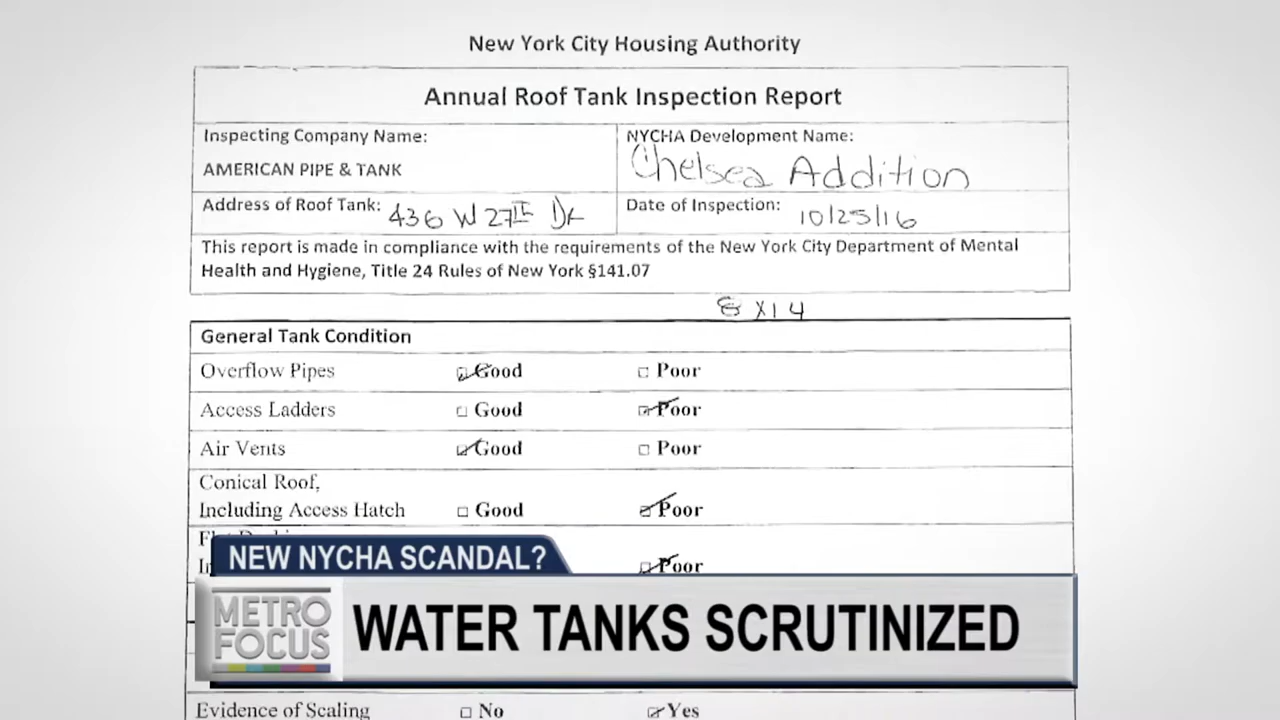 New York City Housing Authority
Annual Roof Tank Inspection Report
Inspecting Company Name:
AMERICAN PIPE & TANK
NYCHA Development Name:
Chelsea Addition
Address of Roof Tank: 436 W 27TH Dr
Date of Inspection: 10/25/16
This report is made in compliance with the requirements of the New York City Department of Mental
Health and Hygiene, Title 24 Rules of New York §141.07
8 X14
General Tank Condition
Overflow Pipes Good Poor
Access Ladders Good Poor
Air Vents Good Poor
Conical Roof,
Including Access Hatch Good Poor
Poor
NEW NYCHA SCANDAL?
METRO
FOCUS
WATER TANKS SCRUTINIZED
Evidence of Scaling No Yes